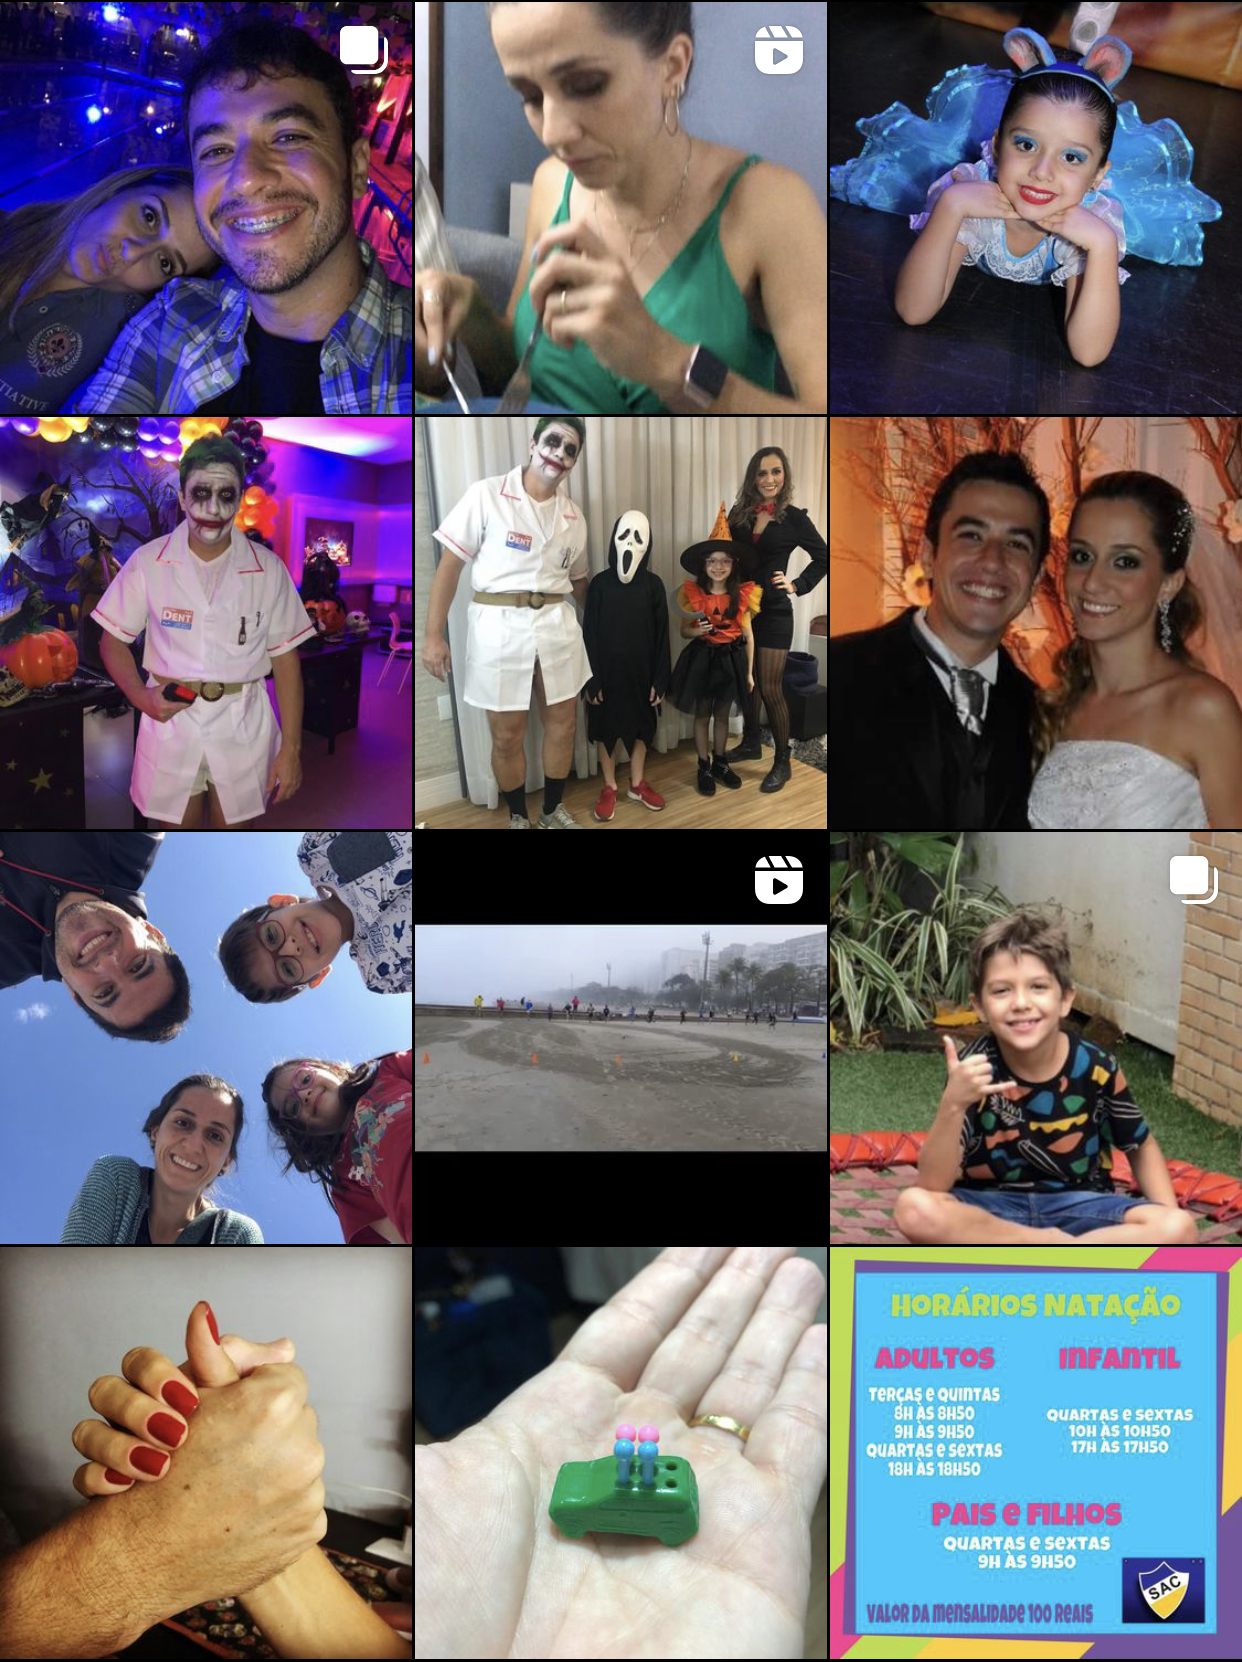 TIATIVE
DENT
DENT
HORÁRIOS NATAÇÃO
ADULTOS
TERÇAS E QUINTAS
8H ÀS 8H50
9H ÀS 9H50
QUARTAS E SEXTAS
18H ÀS 18H50
INFANTIL
QUARTAS E SEXTAS
10H ÀS 10H50
17H ÀS 17H50
PAIS E FILHOS
QUARTAS E SEXTAS
9H ÀS 9H50
VALOR DA MENSALIDADE 100 REAIS
SAC